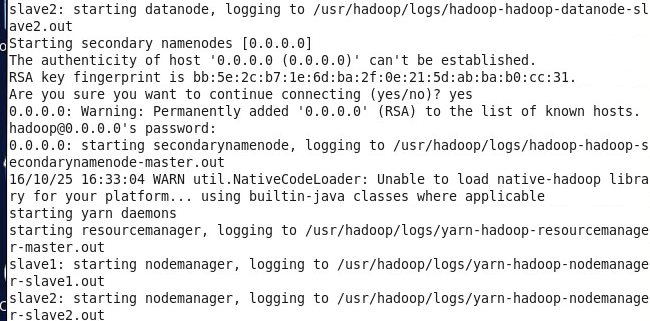 slave2: starting datanode, logging to /usr/hadoop/logs/hadoop-hadoop-datanode-sl
ave2.out
Starting secondary namenodes [0.0.0.0]
The authenticity of host '0.0.0.0 (0.0.0.0)' can't be established.
RSA key fingerprint is bb:5e:2c:b7:1e:6d:ba:2f:0e:21:5d:ab:ba:b0:cc:31.
Are you sure you want to continue connecting (yes/no)? yes
0.0.0.0: Warning: Permanently added '0.0.0.0' (RSA) to the list of known hosts.
hadoop@0.0.0.0's password:
0.0.0.0: starting secondarynamenode, logging to /usr/hadoop/logs/hadoop-hadoop-s
econdarynamenode-master.out
16/10/25 16:33:04 WARN util.NativeCodeLoader: Unable to load native-hadoop libra
ry for your platform... using builtin-java classes where applicable
starting yarn daemons
starting resourcemanager, logging to /usr/hadoop/logs/yarn-hadoop-resourcemanage
r-master.out
slave1: starting nodemanager, logging to /usr/hadoop/logs/yarn-hadoop-nodemanage
r-slave1.out
slave2: starting nodemanager, logging to /usr/hadoop/logs/yarn-hadoop-nodemanage
r-slave2.out